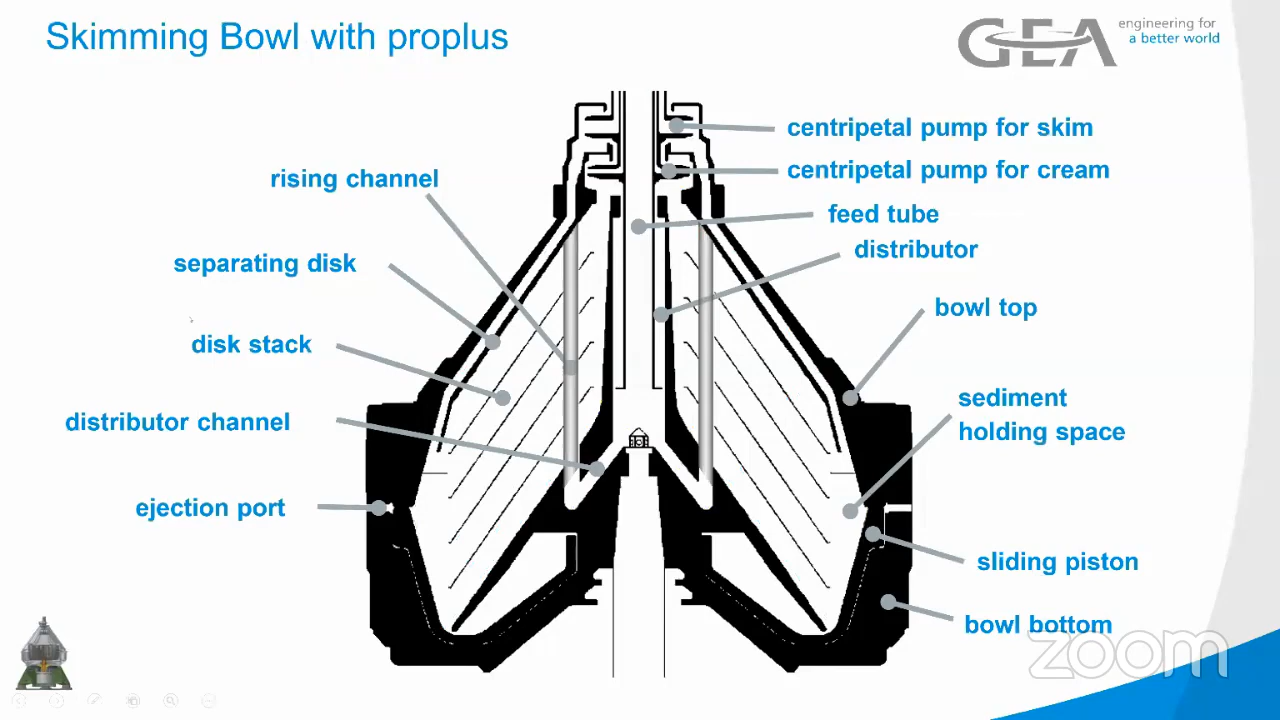 Skimming Bowl with proplus
GEA
engineering for
a better world
centripetal pump for skim
centripetal pump for cream
rising channel
feed tube
distributor
separating disk
bowl top
disk stack
sediment
holding space
distributor channel
ejection port
sliding piston
bowl bottom
zoom